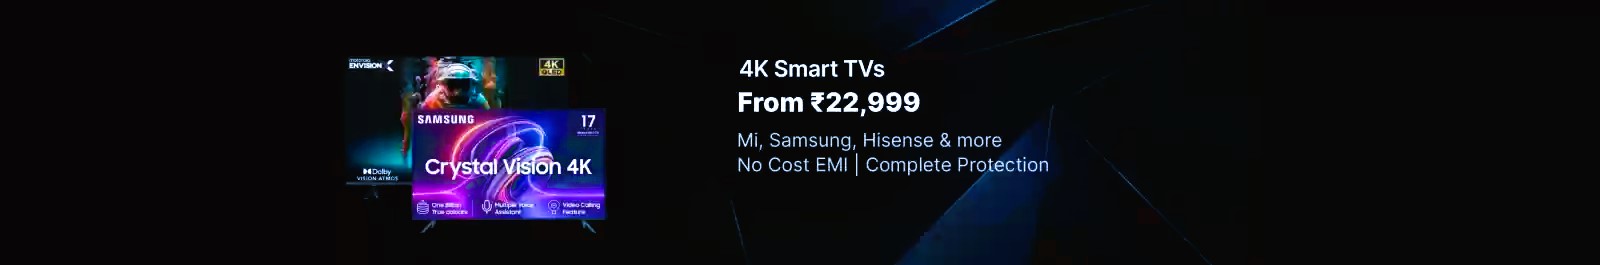 motorola
ENVISION X
4K
QLED
Dolby
VISION·ATMOS
SAMSUNG
17
Crystal Vision 4K
One Billion
True colours
Multiple Voice
Assistant
Video Calling
Feature
4K Smart TVs
From ₹22,999
Mi, Samsung, Hisense & more
No Cost EMI | Complete Protection